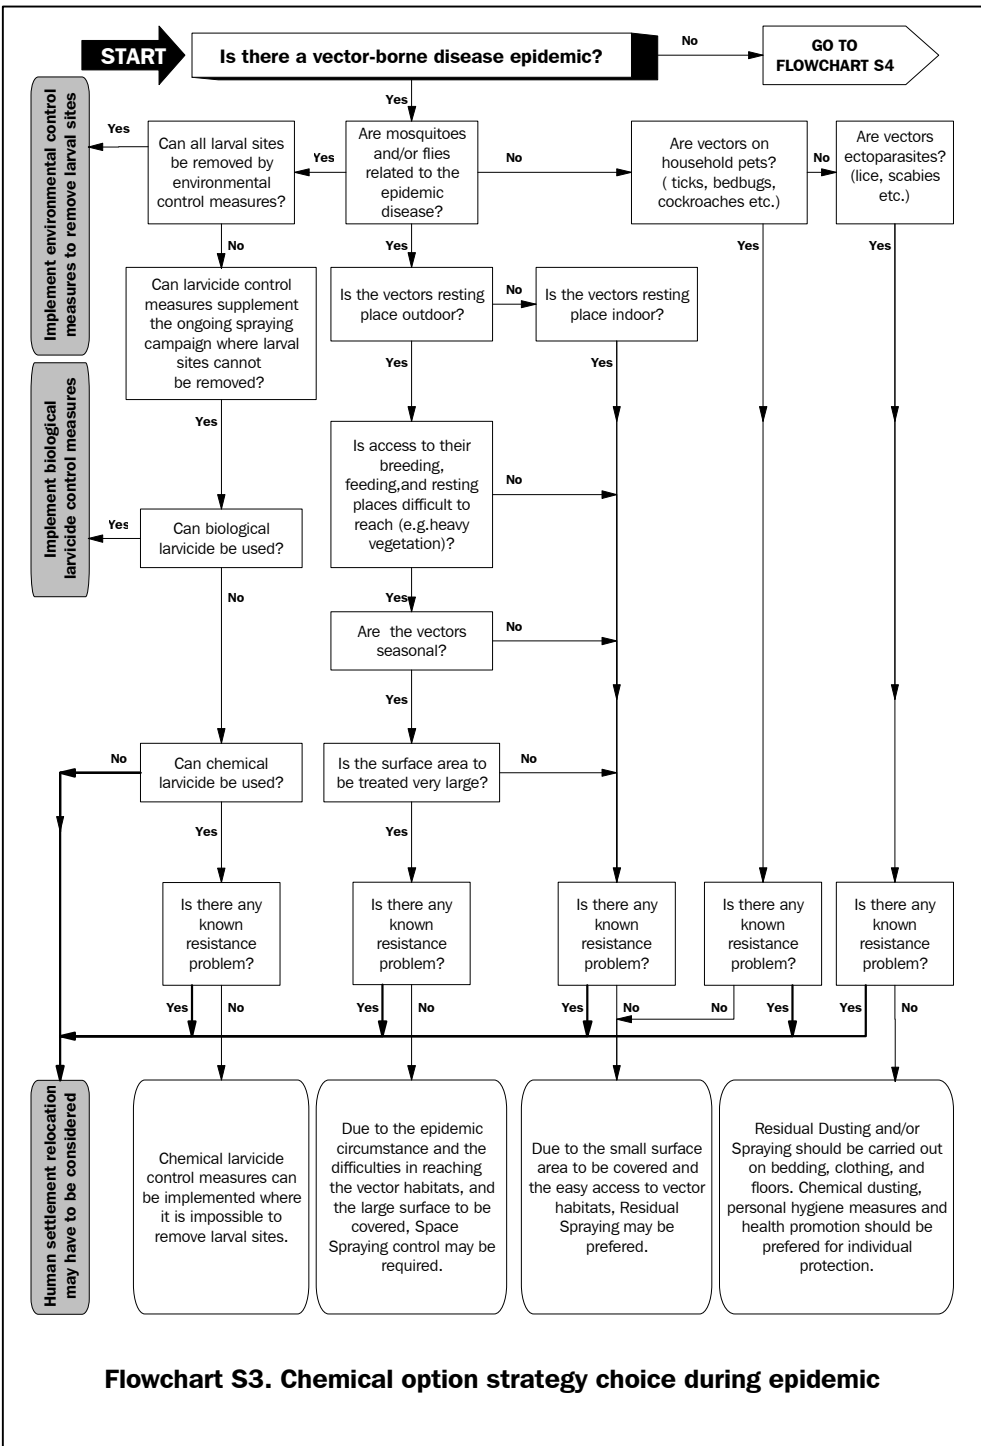 START
Is there a vector-borne disease epidemic?
No
GO TO
FLOWCHART S4
Yes
Implement environmental control
measures to remove larval sites
Yes
Can all larval sites
be removed by
environmental
control measures?
Yes
Are mosquitoes
and/or flies
related to the
epidemic
disease?
No
Are vectors on
household pets?
( ticks, bedbugs,
cockroaches etc.)
No
Are vectors
ectoparasites?
(lice, scabies
etc.)
No
Yes
Yes
Yes
Can larvicide control
measures supplement
the ongoing spraying
campaign where larval
sites cannot
be removed?
Is the vectors resting
place outdoor?
No
Is the vectors resting
place indoor?
Yes
Yes
Yes
Implement biological
larvicide control measures
Is access to their
breeding,
feeding,and resting
places difficult to
reach (e.g.heavy
vegetation)?
No
Yes
Can biological
larvicide be used?
No
Yes
Are the vectors
seasonal?
No
Yes
No
Can chemical
larvicide be used?
Is the surface area to
be treated very large?
No
Yes
Yes
Is there any
known
resistance
problem?
Is there any
known
resistance
problem?
Is there any
known
resistance
problem?
Is there any
known
resistance
problem?
Is there any
known
resistance
problem?
Yes
No
Yes
No
Yes
No
No
Yes
Yes
No
Human settlement relocation
may have to be considered
Chemical larvicide
control measures can
be implemented where
it is impossible to
remove larval sites.
Due to the epidemic
circumstance and the
difficulties in reaching
the vector habitats, and
the large surface to be
covered, Space
Spraying control may be
required.
Due to the small surface
area to be covered and
the easy access to vector
habitats, Residual
Spraying may be
prefered.
Residual Dusting and/or
Spraying should be carried out
on bedding, clothing, and
floors. Chemical dusting,
personal hygiene measures and
health promotion should be
prefered for individual
protection.
Flowchart S3. Chemical option strategy choice during epidemic